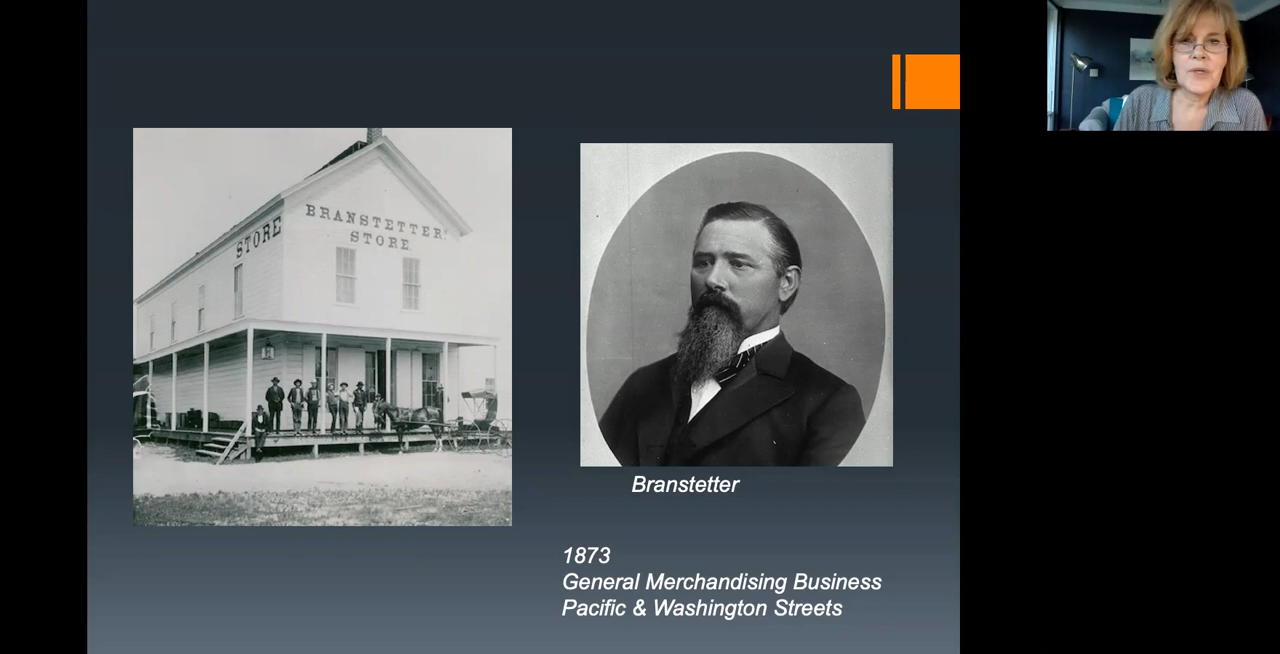 STORE
BRANSTETTER'
STORE
Branstetter
1873
General Merchandising Business
Pacific & Washington Streets